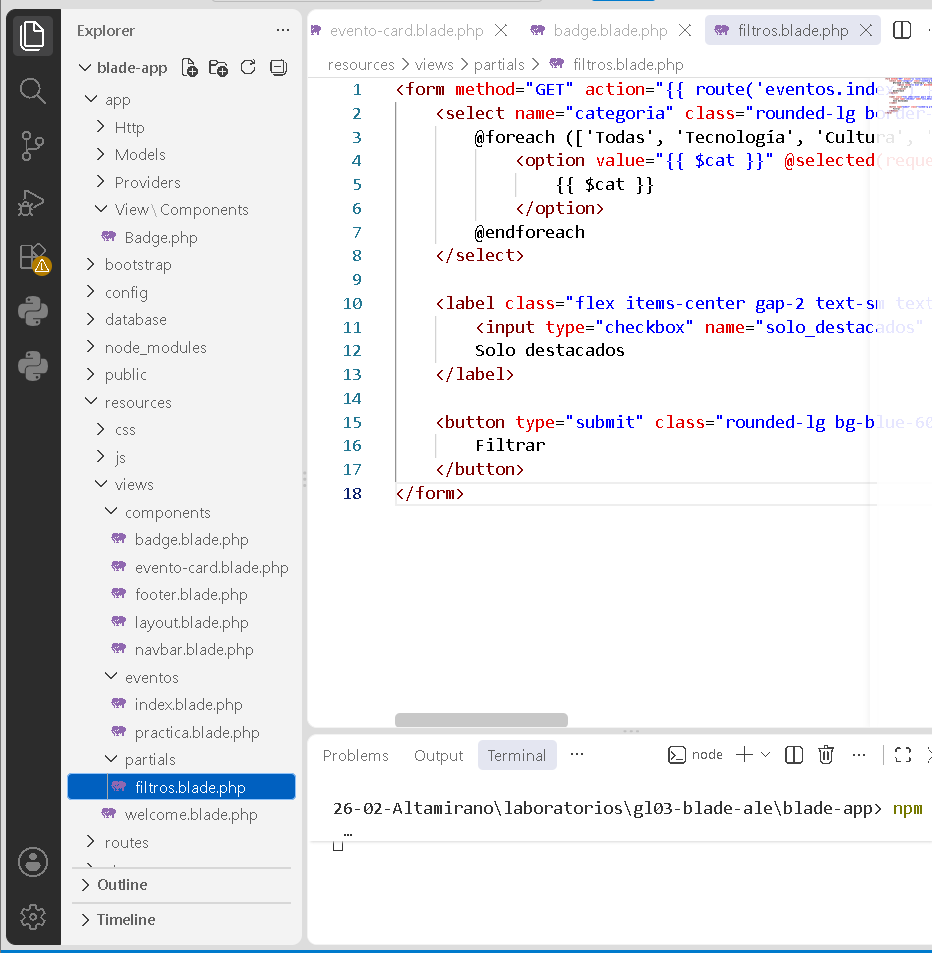 Explorer
blade-app
app
Http
Models
Providers
View\Components
Badge.php
bootstrap
config
database
node_modules
public
resources
css
js
views
components
badge.blade.php
evento-card.blade.php
footer.blade.php
layout.blade.php
navbar.blade.php
eventos
index.blade.php
practica.blade.php
partials
filtros.blade.php
welcome.blade.php
routes
Outline
Timeline
evento-card.blade.php badge.blade.php filtros.blade.php
resources > views > partials > filtros.blade.php
1 <form method="GET" action="{{ route('eventos.index
2 <select name="categoria" class="rounded-lg border-
3 @foreach (['Todas', 'Tecnología', 'Cultura', '
4 <option value="{{ $cat }}" @selected(reque
5 {{ $cat }}
6 </option>
7 @endforeach
8 </select>
9
10 <label class="flex items-center gap-2 text-sm text
11 <input type="checkbox" name="solo_destacados"
12 Solo destacados
13 </label>
14
15 <button type="submit" class="rounded-lg bg-blue-60
16 Filtrar
17 </button>
18 </form>
Problems Output Terminal ... node ...
26-02-Altamirano\laboratorios\gl03-blade-ale\blade-app> npm
…